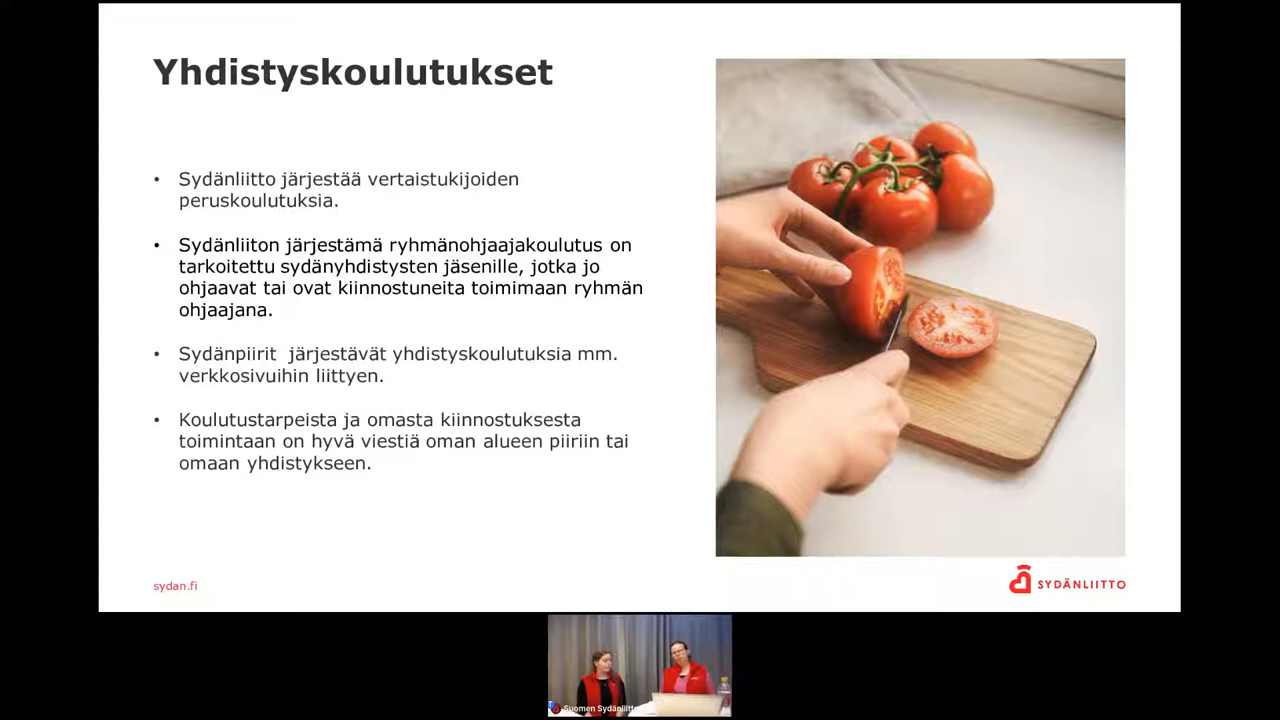 Yhdistyskoulutukset
• Sydänliitto järjestää vertaistukijoiden
peruskoulutuksia.
• Sydänliiton järjestämä ryhmänohjaajakoulutus on
tarkoitettu sydänyhdistysten jäsenille, jotka jo
ohjaavat tai ovat kiinnostuneita toimimaan ryhmän
ohjaajana.
• Sydänpiirit järjestävät yhdistyskoulutuksia mm.
verkkosivuihin liittyen.
• Koulutustarpeista ja omasta kiinnostuksesta
toimintaan on hyvä viestiä oman alueen piiriin tai
omaan yhdistykseen.
sydan.fi
SYDÄNLIITTO
Suomen